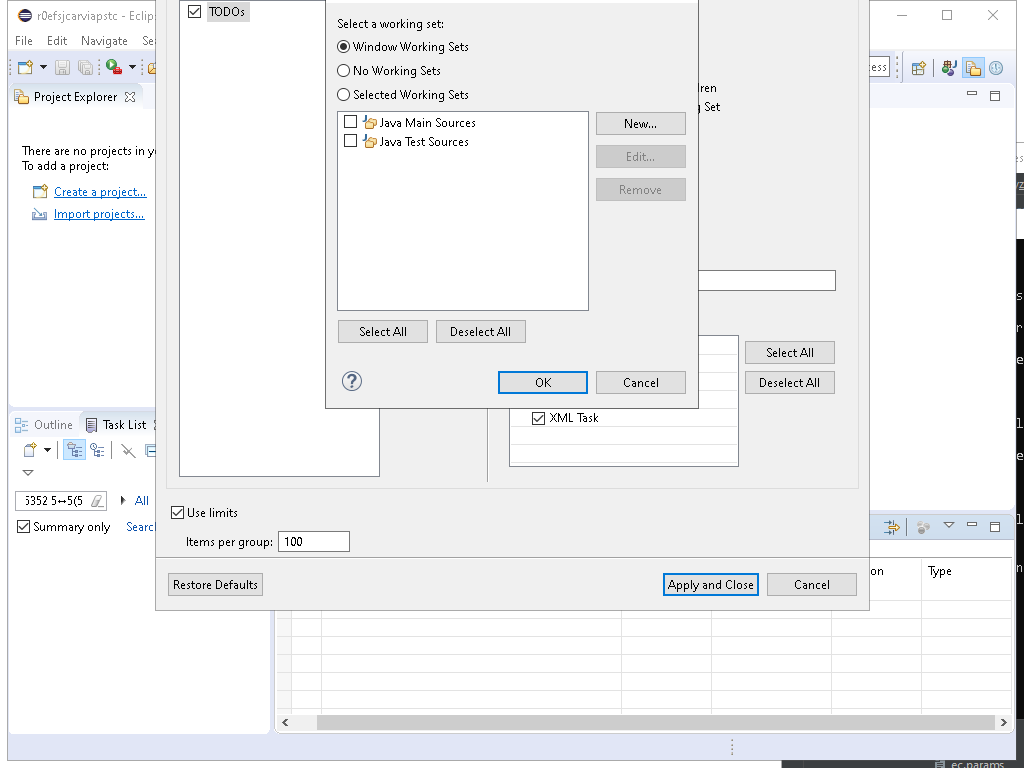 r0efsjcarviapstc - Eclip
File Edit Navigate Se
Project Explorer
There are no projects in y
To add a project:
Create a project...
Import projects...
Outline Task List
5352 5↔5(5 All
Summary only Search
TODOs
Select a working set:
Window Working Sets
No Working Sets
Selected Working Sets
Java Main Sources
Java Test Sources
New...
Edit...
Remove
Select All Deselect All
OK Cancel
Select All
Deselect All
XML Task
Use limits
Items per group: 100
Restore Defaults Apply and Close Cancel
Set
Type
ec.params